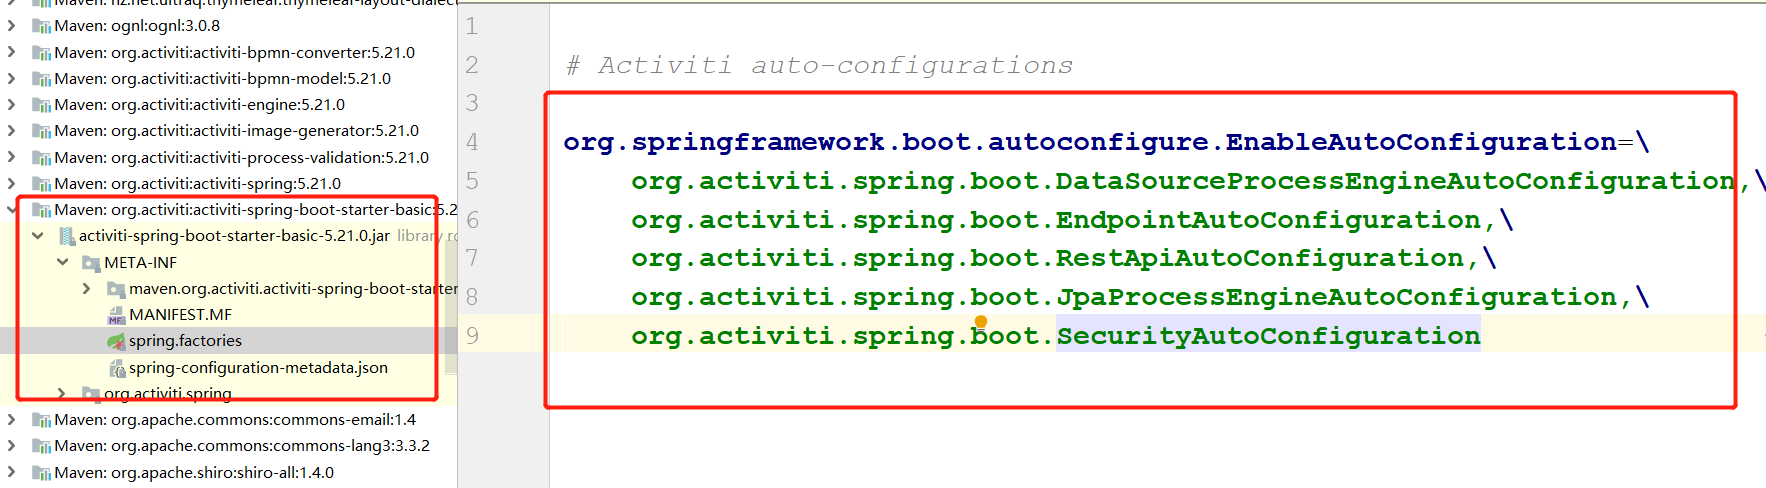 Maven: nz.net.ultraq.thymeleaf:thymeleaf-layout-dialect
Maven: ognl:ognl:3.0.8
Maven: org.activiti:activiti-bpmn-converter:5.21.0
Maven: org.activiti:activiti-bpmn-model:5.21.0
Maven: org.activiti:activiti-engine:5.21.0
Maven: org.activiti:activiti-image-generator:5.21.0
Maven: org.activiti:activiti-process-validation:5.21.0
Maven: org.activiti:activiti-spring:5.21.0
Maven: org.activiti:activiti-spring-boot-starter-basic:5.2
activiti-spring-boot-starter-basic-5.21.0.jar library ro
META-INF
maven.org.activiti.activiti-spring-boot-starter
MANIFEST.MF
spring.factories
spring-configuration-metadata.json
org.activiti.spring
Maven: org.apache.commons:commons-email:1.4
Maven: org.apache.commons:commons-lang3:3.3.2
Maven: org.apache.shiro:shiro-all:1.4.0
1
2 # Activiti auto-configurations
3
4 org.springframework.boot.autoconfigure.EnableAutoConfiguration=\
5 org.activiti.spring.boot.DataSourceProcessEngineAutoConfiguration,\
6 org.activiti.spring.boot.EndpointAutoConfiguration,\
7 org.activiti.spring.boot.RestApiAutoConfiguration,\
8 org.activiti.spring.boot.JpaProcessEngineAutoConfiguration,\
9 org.activiti.spring.boot.SecurityAutoConfiguration